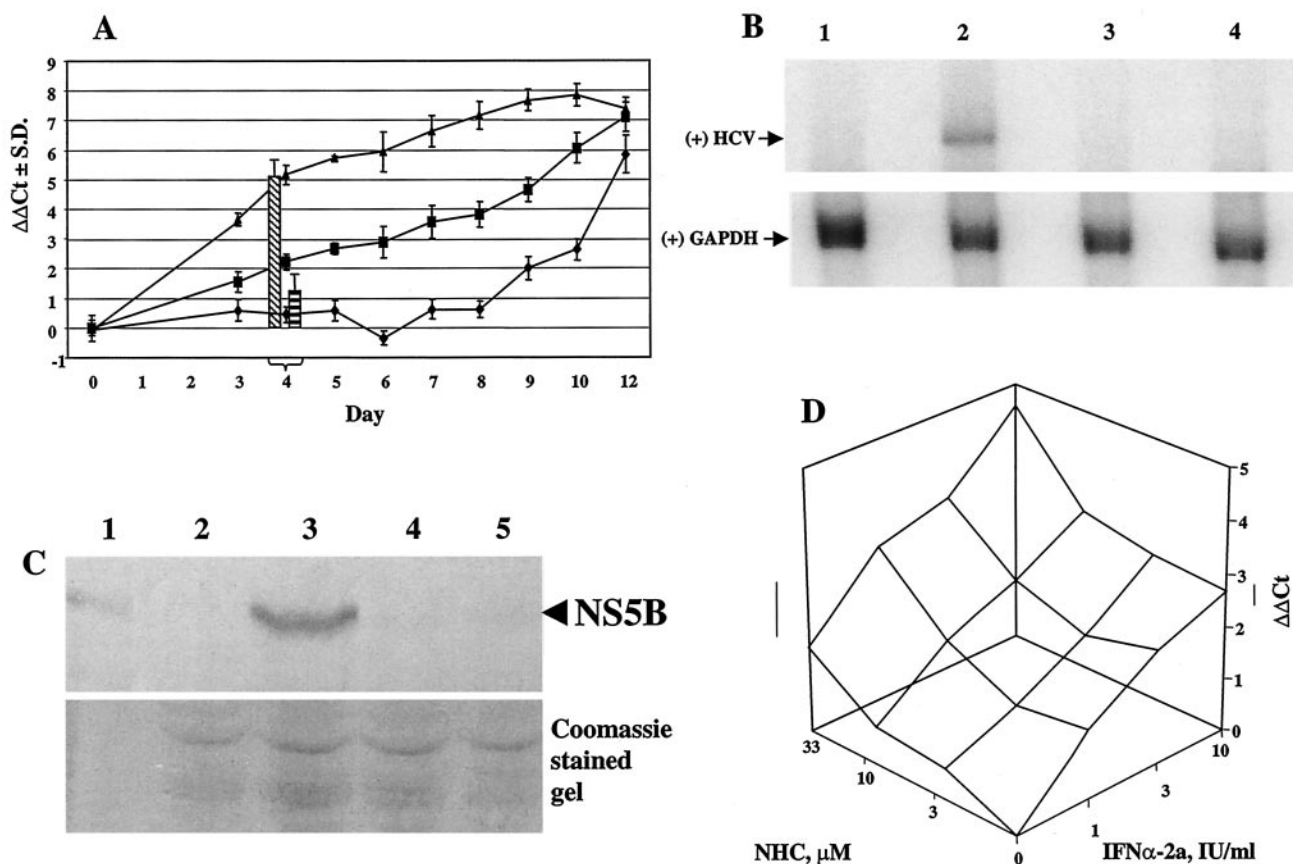 A
9
8
7
6
5
4
3
2
1
0
-1
ΔΔCt ± S.D.
0 1 2 3 4 5 6 7 8 9 10 12
Day
B
1 2 3 4
(+) HCV
(+) GAPDH
C
1 2 3 4 5
NS5B
Coomassie
stained
gel
D
5
4
3
2
1
0
ΔΔCt
33 10 3 0
1 3 10
NHC, μM
IFNα-2a, IU/ml